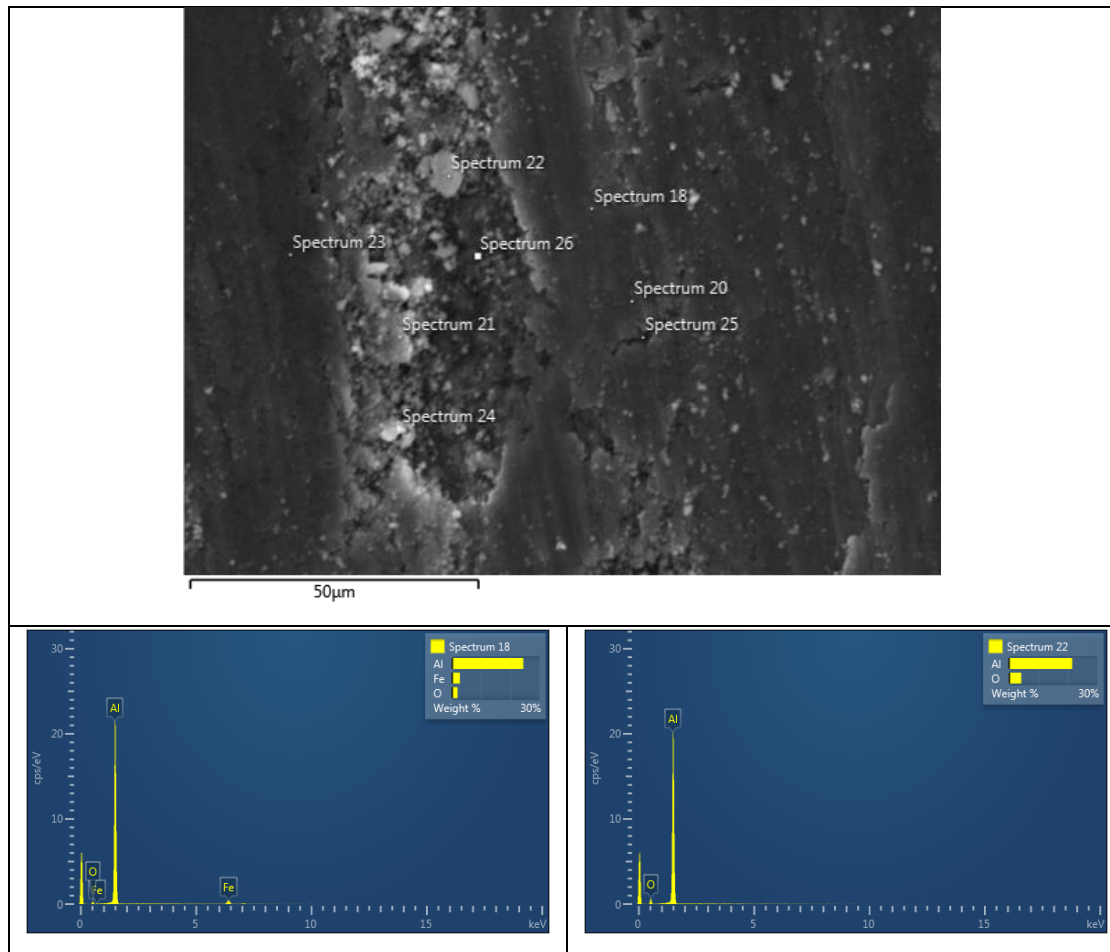 Spectrum 22
Spectrum 18
Spectrum 23
Spectrum 26
Spectrum 20
Spectrum 21
Spectrum 25
Spectrum 24
50µm
Spectrum 18
Al
Fe
O
Weight % 30%
30
20
10
0
cps/eV
Al
O
Fe
Fe
0 5 10 15 keV
Spectrum 22
Al
O
Weight % 30%
30
20
10
0
cps/eV
Al
O
0 5 10 15 keV